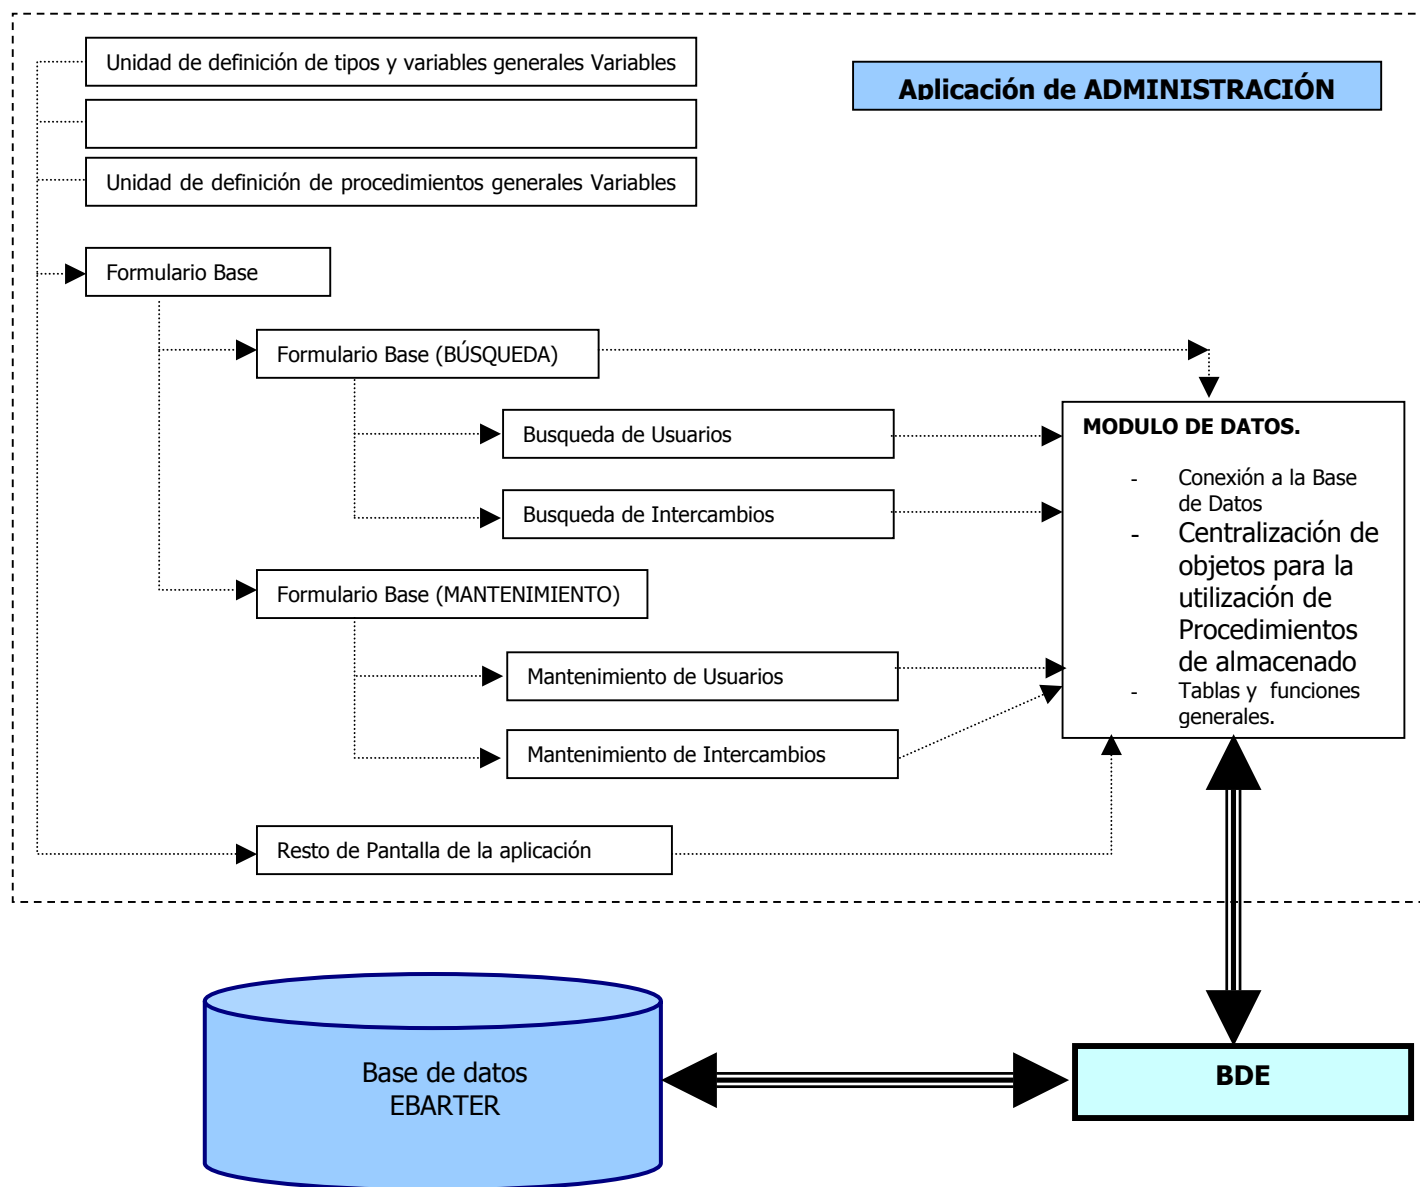 Unidad de definición de tipos y variables generales Variables
Aplicación de ADMINISTRACIÓN
Unidad de definición de procedimientos generales Variables
Formulario Base
Formulario Base (BÚSQUEDA)
Busqueda de Usuarios
Busqueda de Intercambios
Formulario Base (MANTENIMIENTO)
Mantenimiento de Usuarios
Mantenimiento de Intercambios
Resto de Pantalla de la aplicación
MODULO DE DATOS.
- Conexión a la Base
de Datos
- Centralización de
objetos para la
utilización de
Procedimientos
de almacenado
- Tablas y funciones
generales.
Base de datos
EBARTER
BDE